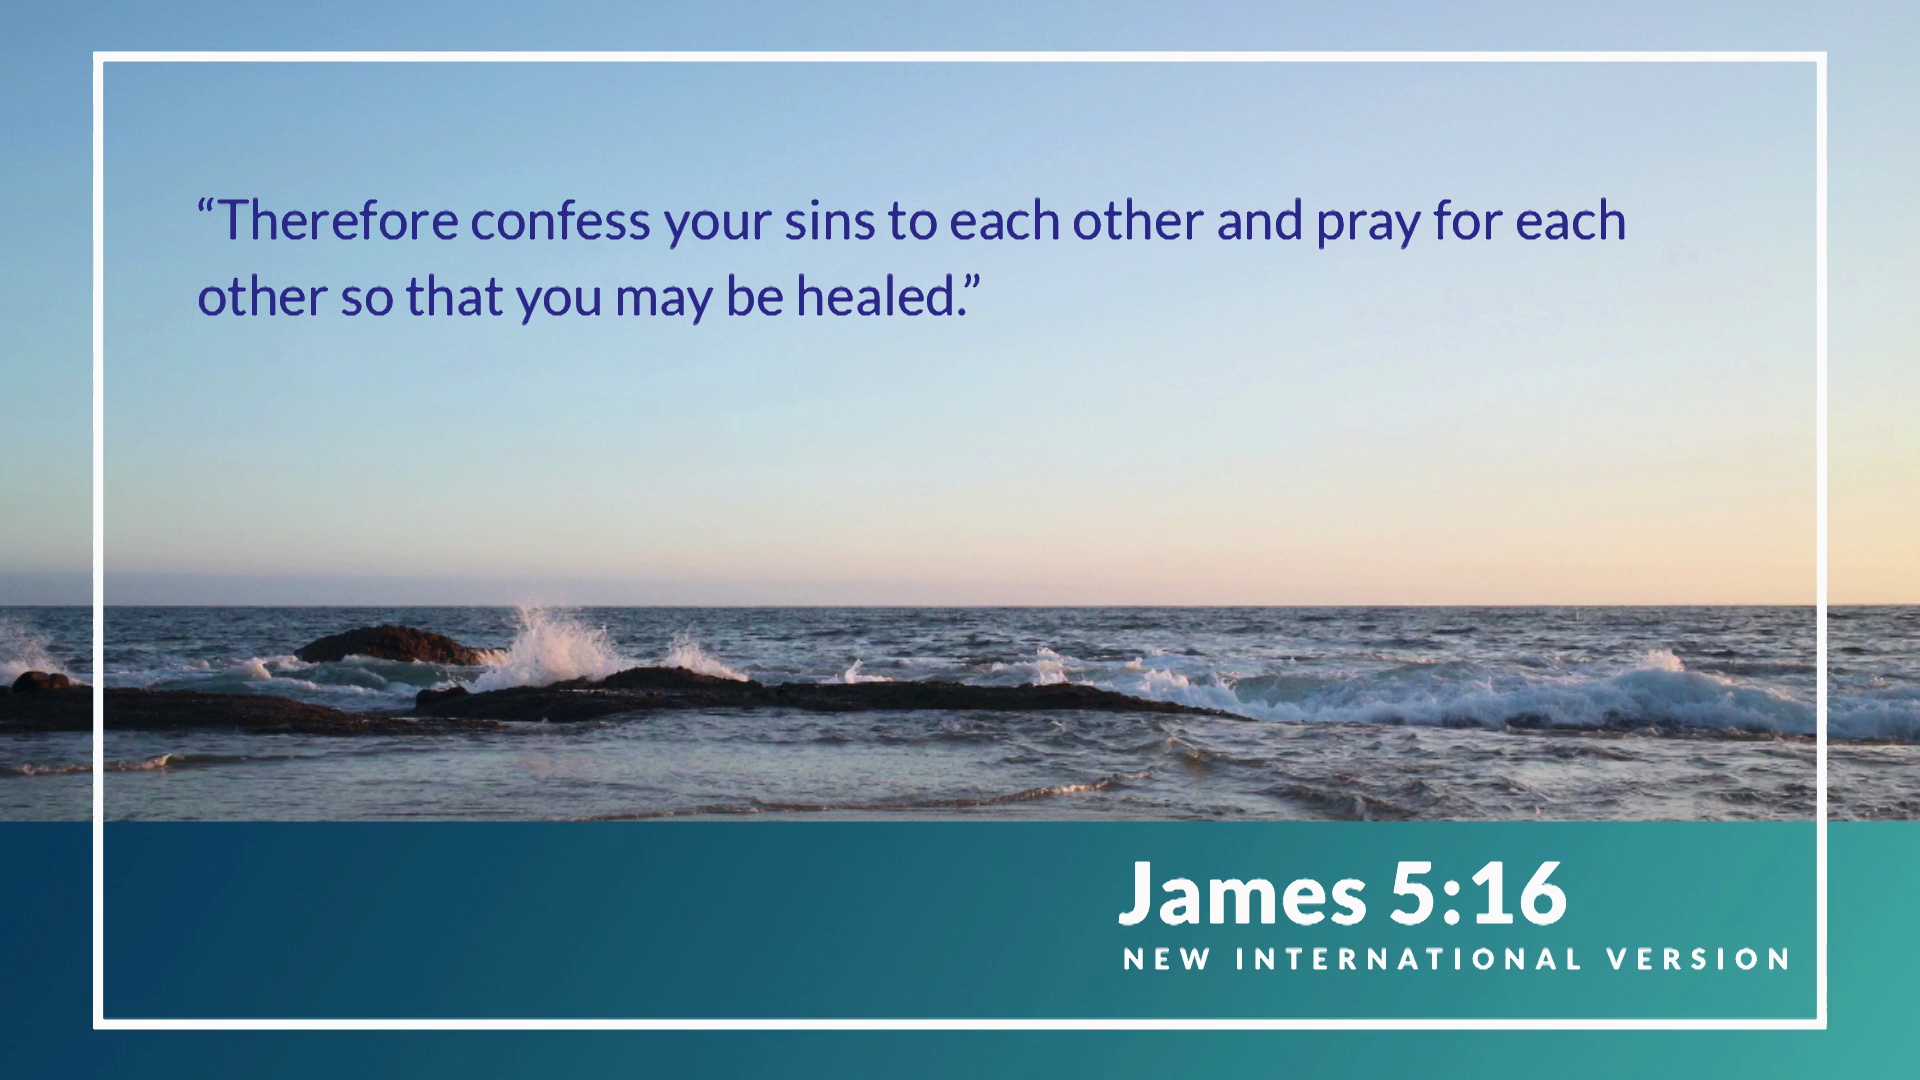 “Therefore confess your sins to each other and pray for each
other so that you may be healed.”
James 5:16
NEW INTERNATIONAL VERSION